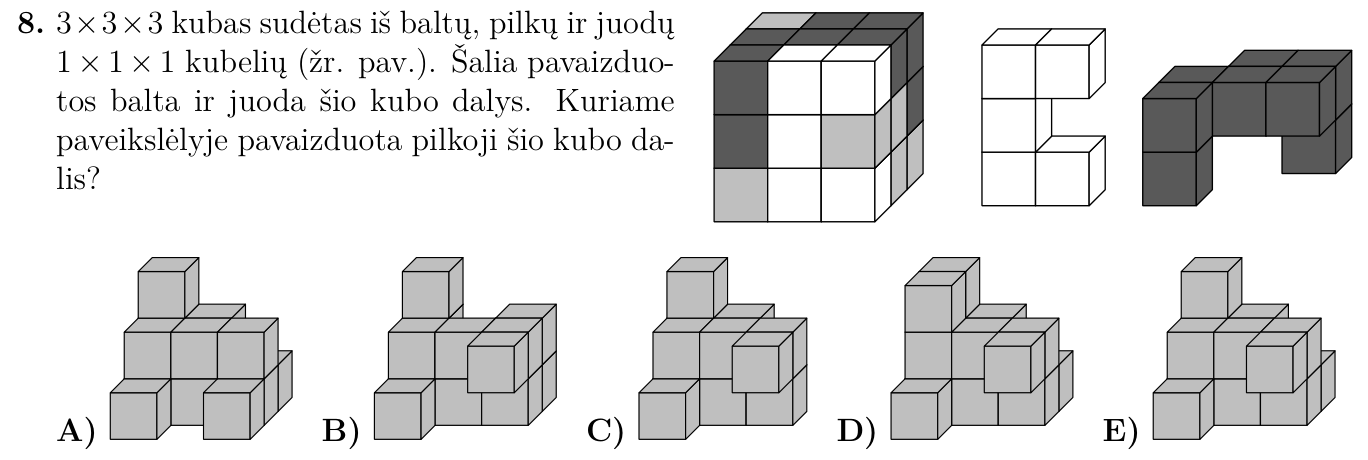 8. 3 × 3 × 3 kubas sudėtas iš baltų, pilkų ir juodų
1 × 1 × 1 kubelių (žr. pav.). Šalia pavaizduo-
tos balta ir juoda šio kubo dalys. Kuriame
paveikslėlyje pavaizduota pilkoji šio kubo da-
lis?
A) B) C) D) E)